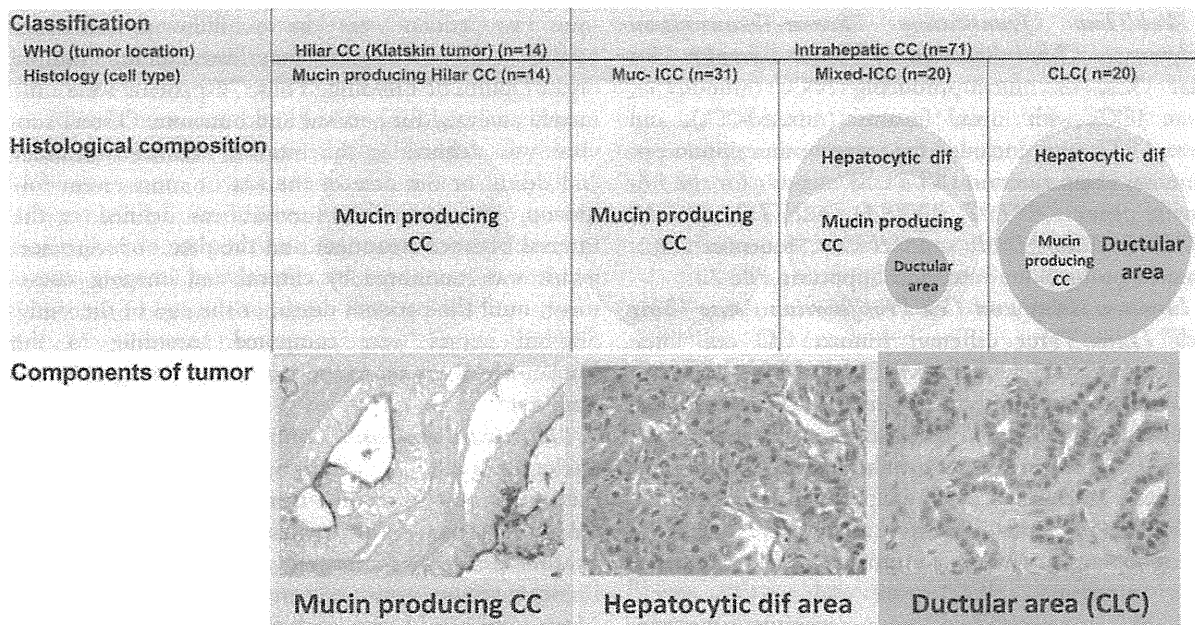 Classification
WHO (tumor location) Hilar CC (Klatskin tumor) (n=14) Intrahepatic CC (n=71)
Histology (cell type) Mucin producing Hilar CC (n=14) Muc- ICC (n=31) Mixed-ICC (n=20) CLC( n=20)
Histological composition
Mucin producing
CC
Mucin producing
CC
Hepatocytic dif
Mucin producing
CC
Ductular
area
Hepatocytic dif
Mucin
producing
CC
Ductular
area
Components of tumor
Mucin producing CC Hepatocytic dif area Ductular area (CLC)